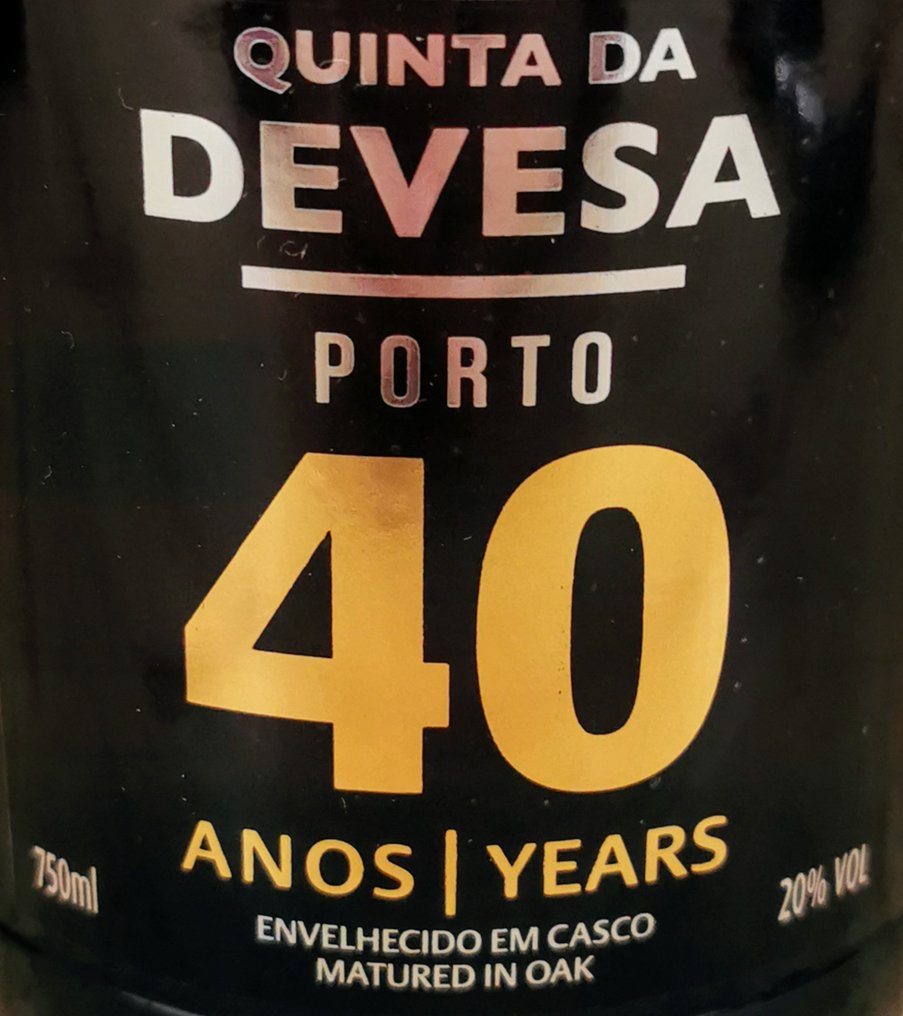 QUINTA DA
DEVESA
PORTO
40
ANOS | YEARS
750ml
20% VOL
ENVELHECIDO EM CASCO
MATURED IN OAK